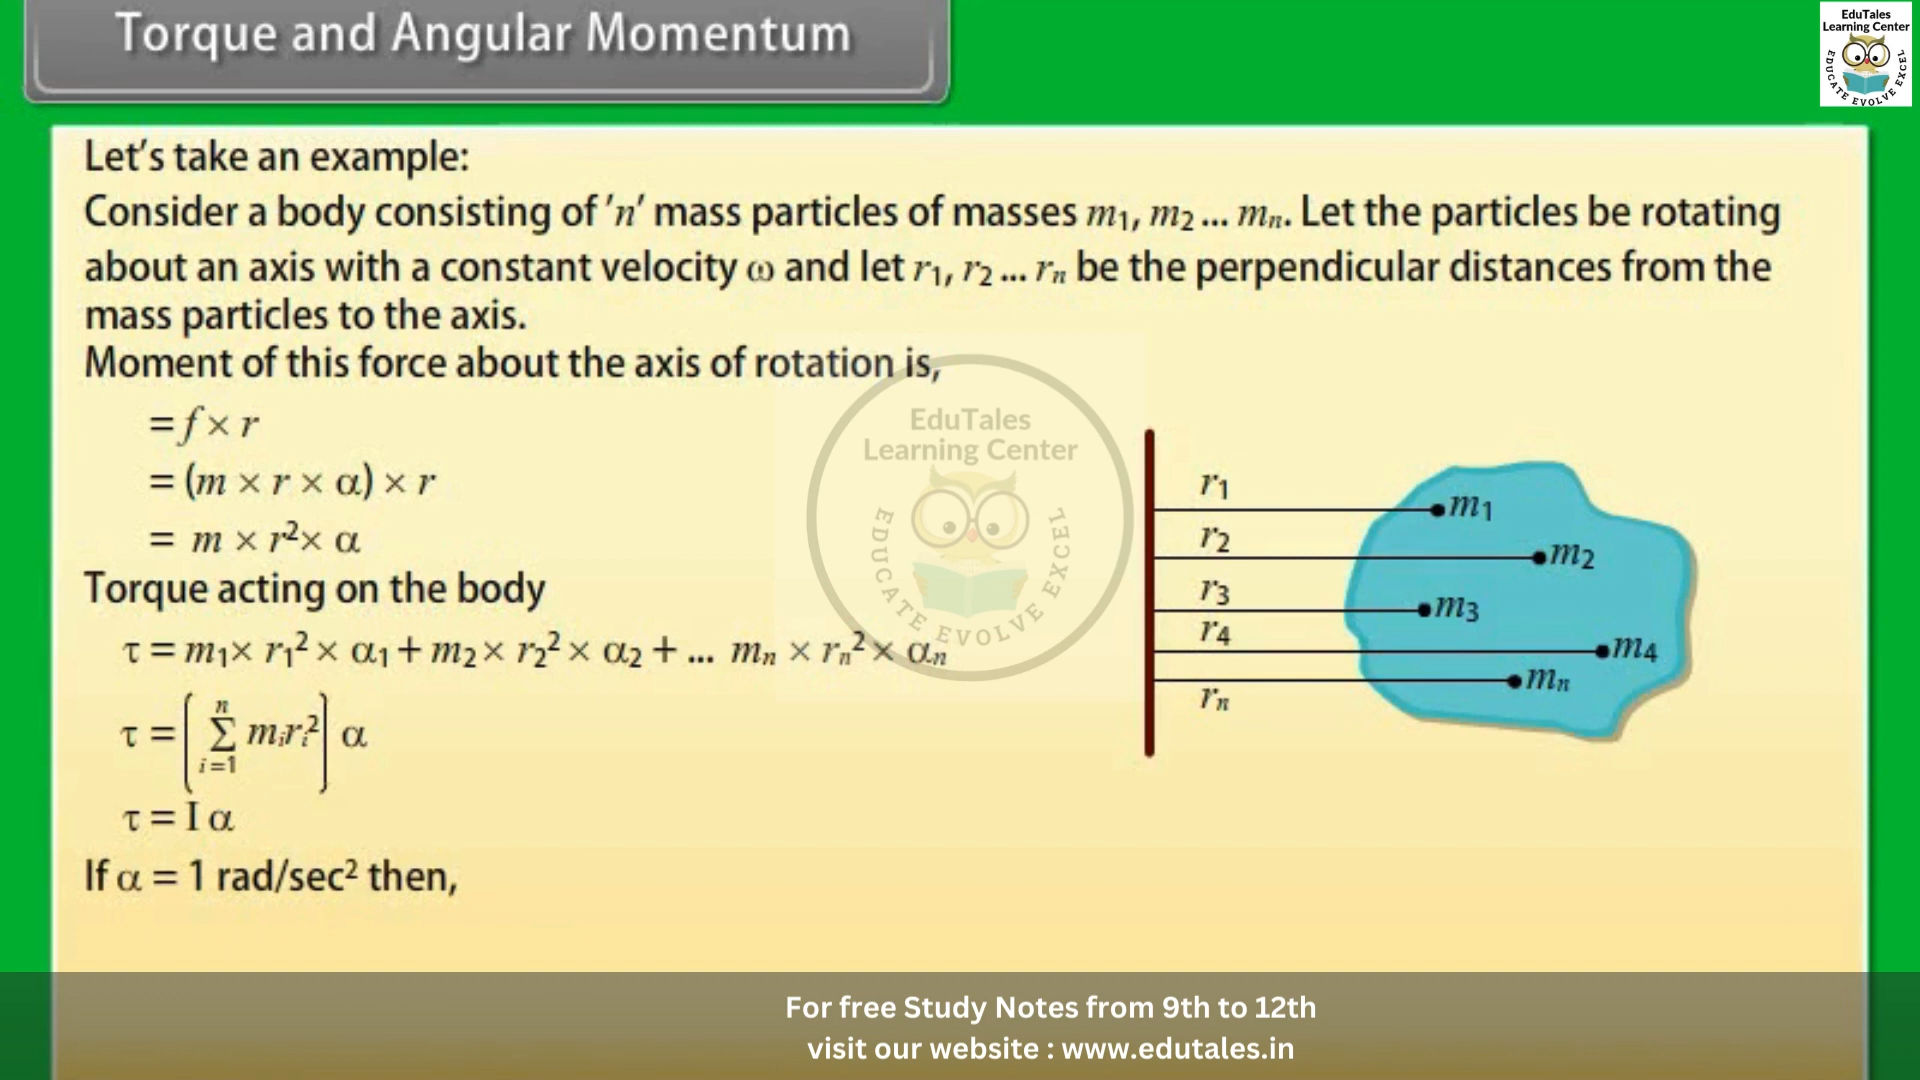 Torque and Angular Momentum
EduTales
Learning Center
EDUCATE EVOLVE EXCEL
Let's take an example:
Consider a body consisting of 'n' mass particles of masses m₁, m₂ ... mₙ. Let the particles be rotating
about an axis with a constant velocity ω and let r₁, r₂ ... rₙ be the perpendicular distances from the
mass particles to the axis.
Moment of this force about the axis of rotation is,
= f × r
= (m × r × α) × r
= m × r² × α
Torque acting on the body
τ = m₁ × r₁² × α₁ + m₂ × r₂² × α₂ + ... mₙ × rₙ² × αₙ
τ = ( n Σ i=1 mᵢrᵢ² ) α
τ = I α
If α = 1 rad/sec² then,
EduTales
Learning Center
EDUCATE EVOLVE EXCEL
r₁ m₁
r₂ m₂
r₃ m₃
r₄ m₄
rₙ mₙ
For free Study Notes from 9th to 12th
visit our website : www.edutales.in